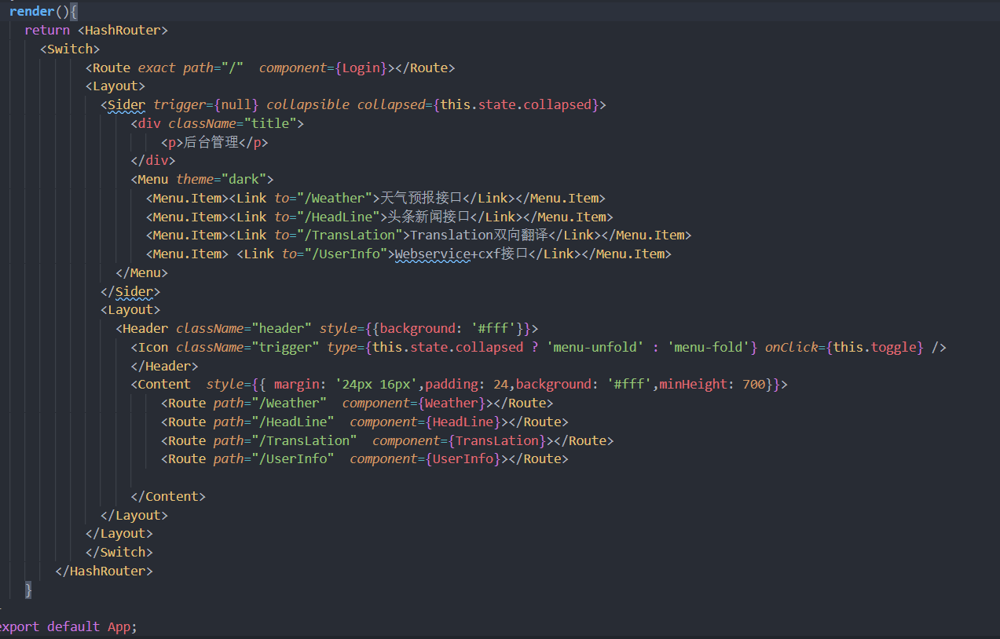 render(){
return <HashRouter>
<Switch>
<Route exact path="/"  component={Login}></Route>
<Layout>
<Sider trigger={null} collapsible collapsed={this.state.collapsed}>
<div className="title">
<p>后台管理</p>
</div>
<Menu theme="dark">
<Menu.Item><Link to="/Weather">天气预报接口</Link></Menu.Item>
<Menu.Item><Link to="/HeadLine">头条新闻接口</Link></Menu.Item>
<Menu.Item><Link to="/TransLation">Translation双向翻译</Link></Menu.Item>
<Menu.Item> <Link to="/UserInfo">Webservice+cxf接口</Link></Menu.Item>
</Menu>
</Sider>
<Layout>
<Header className="header" style={{background: '#fff'}}>
<Icon className="trigger" type={this.state.collapsed ? 'menu-unfold' : 'menu-fold'} onClick={this.toggle} />
</Header>
<Content  style={{ margin: '24px 16px',padding: 24,background: '#fff',minHeight: 700}}>
<Route path="/Weather"  component={Weather}></Route>
<Route path="/HeadLine"  component={HeadLine}></Route>
<Route path="/TransLation"  component={TransLation}></Route>
<Route path="/UserInfo"  component={UserInfo}></Route>
</Content>
</Layout>
</Layout>
</Switch>
</HashRouter>
}
export default App;